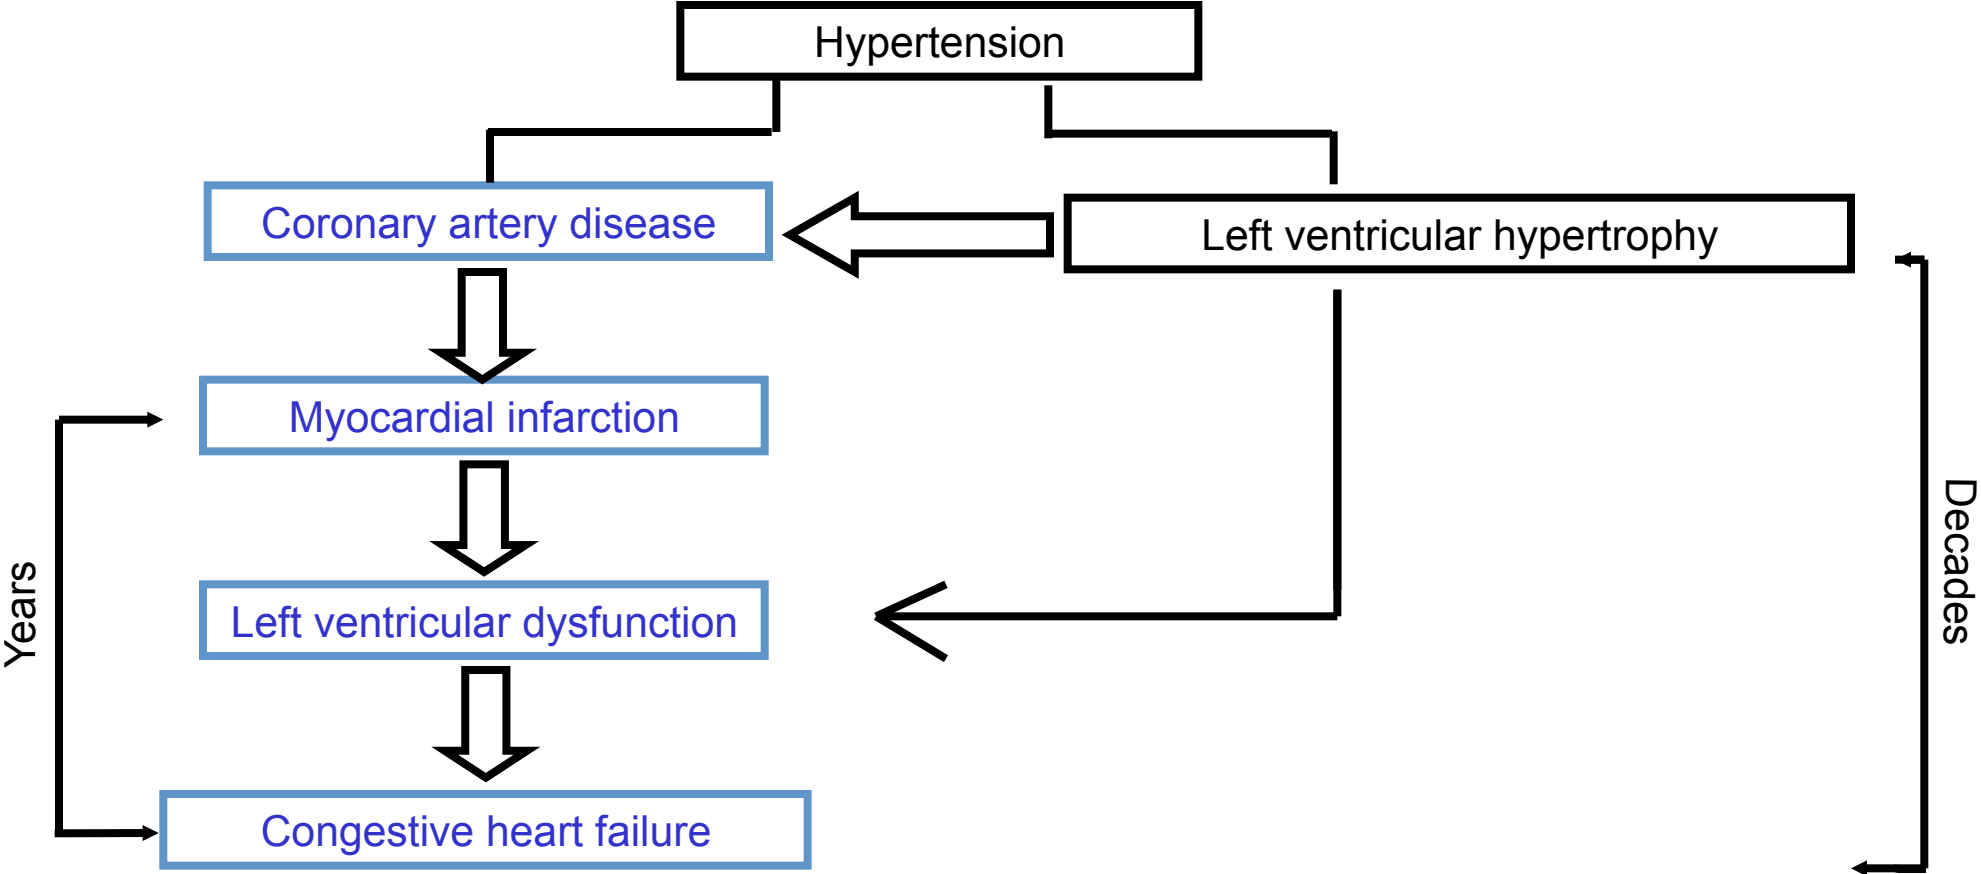 Hypertension
Coronary artery disease
Left ventricular hypertrophy
Myocardial infarction
Left ventricular dysfunction
Congestive heart failure
Years
Decades